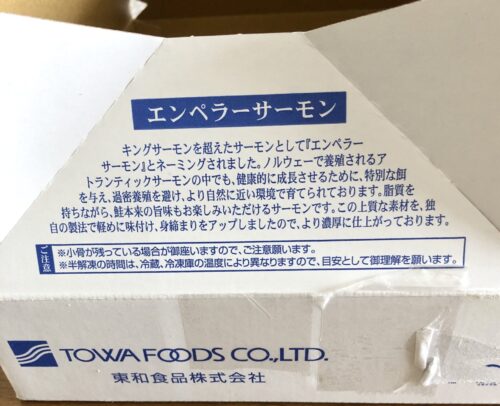 エンペラーサーモン
キングサーモンを超えたサーモンとして『エンペラー
サーモン』とネーミングされました。ノルウェーで養殖されるア
トランティックサーモンの中でも、健康的に成長させるために、特別な餌
を与え、過密養殖を避け、より自然に近い環境で育てられております。脂質を
持ちながら、鮭本来の旨味もお楽しみいただけるサーモンです。この上質な素材を、独
自の製法で軽めに味付け、身締まりをアップしましたので、より濃厚に仕上がっております。
ご注意
※小骨が残っている場合が御座いますので、ご注意願います。
※半解凍の時間は、冷蔵、冷凍庫の温度により異なりますので、目安として御理解を願います。
TOWA FOODS CO.,LTD.
東和食品株式会社